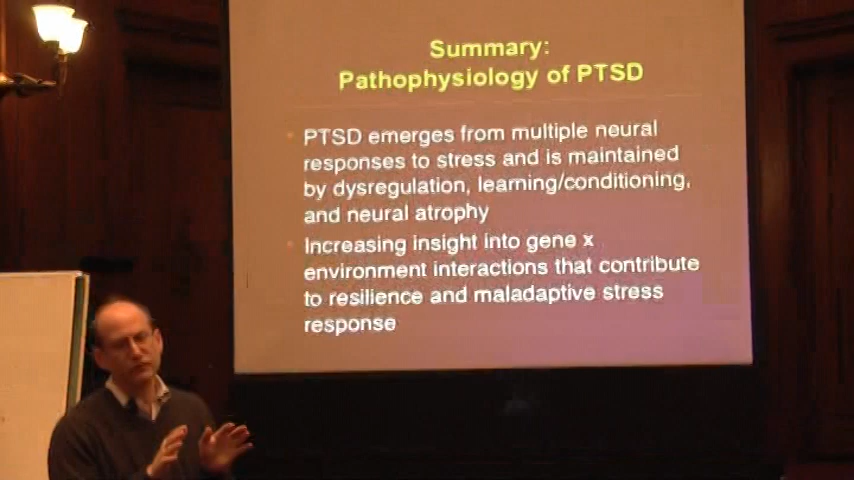 Summary:
Pathophysiology of PTSD
PTSD emerges from multiple neural
responses to stress and is maintained
by dysregulation, learning/conditioning,
and neural atrophy
Increasing insight into gene x
environment interactions that contribute
to resilience and maladaptive stress
response